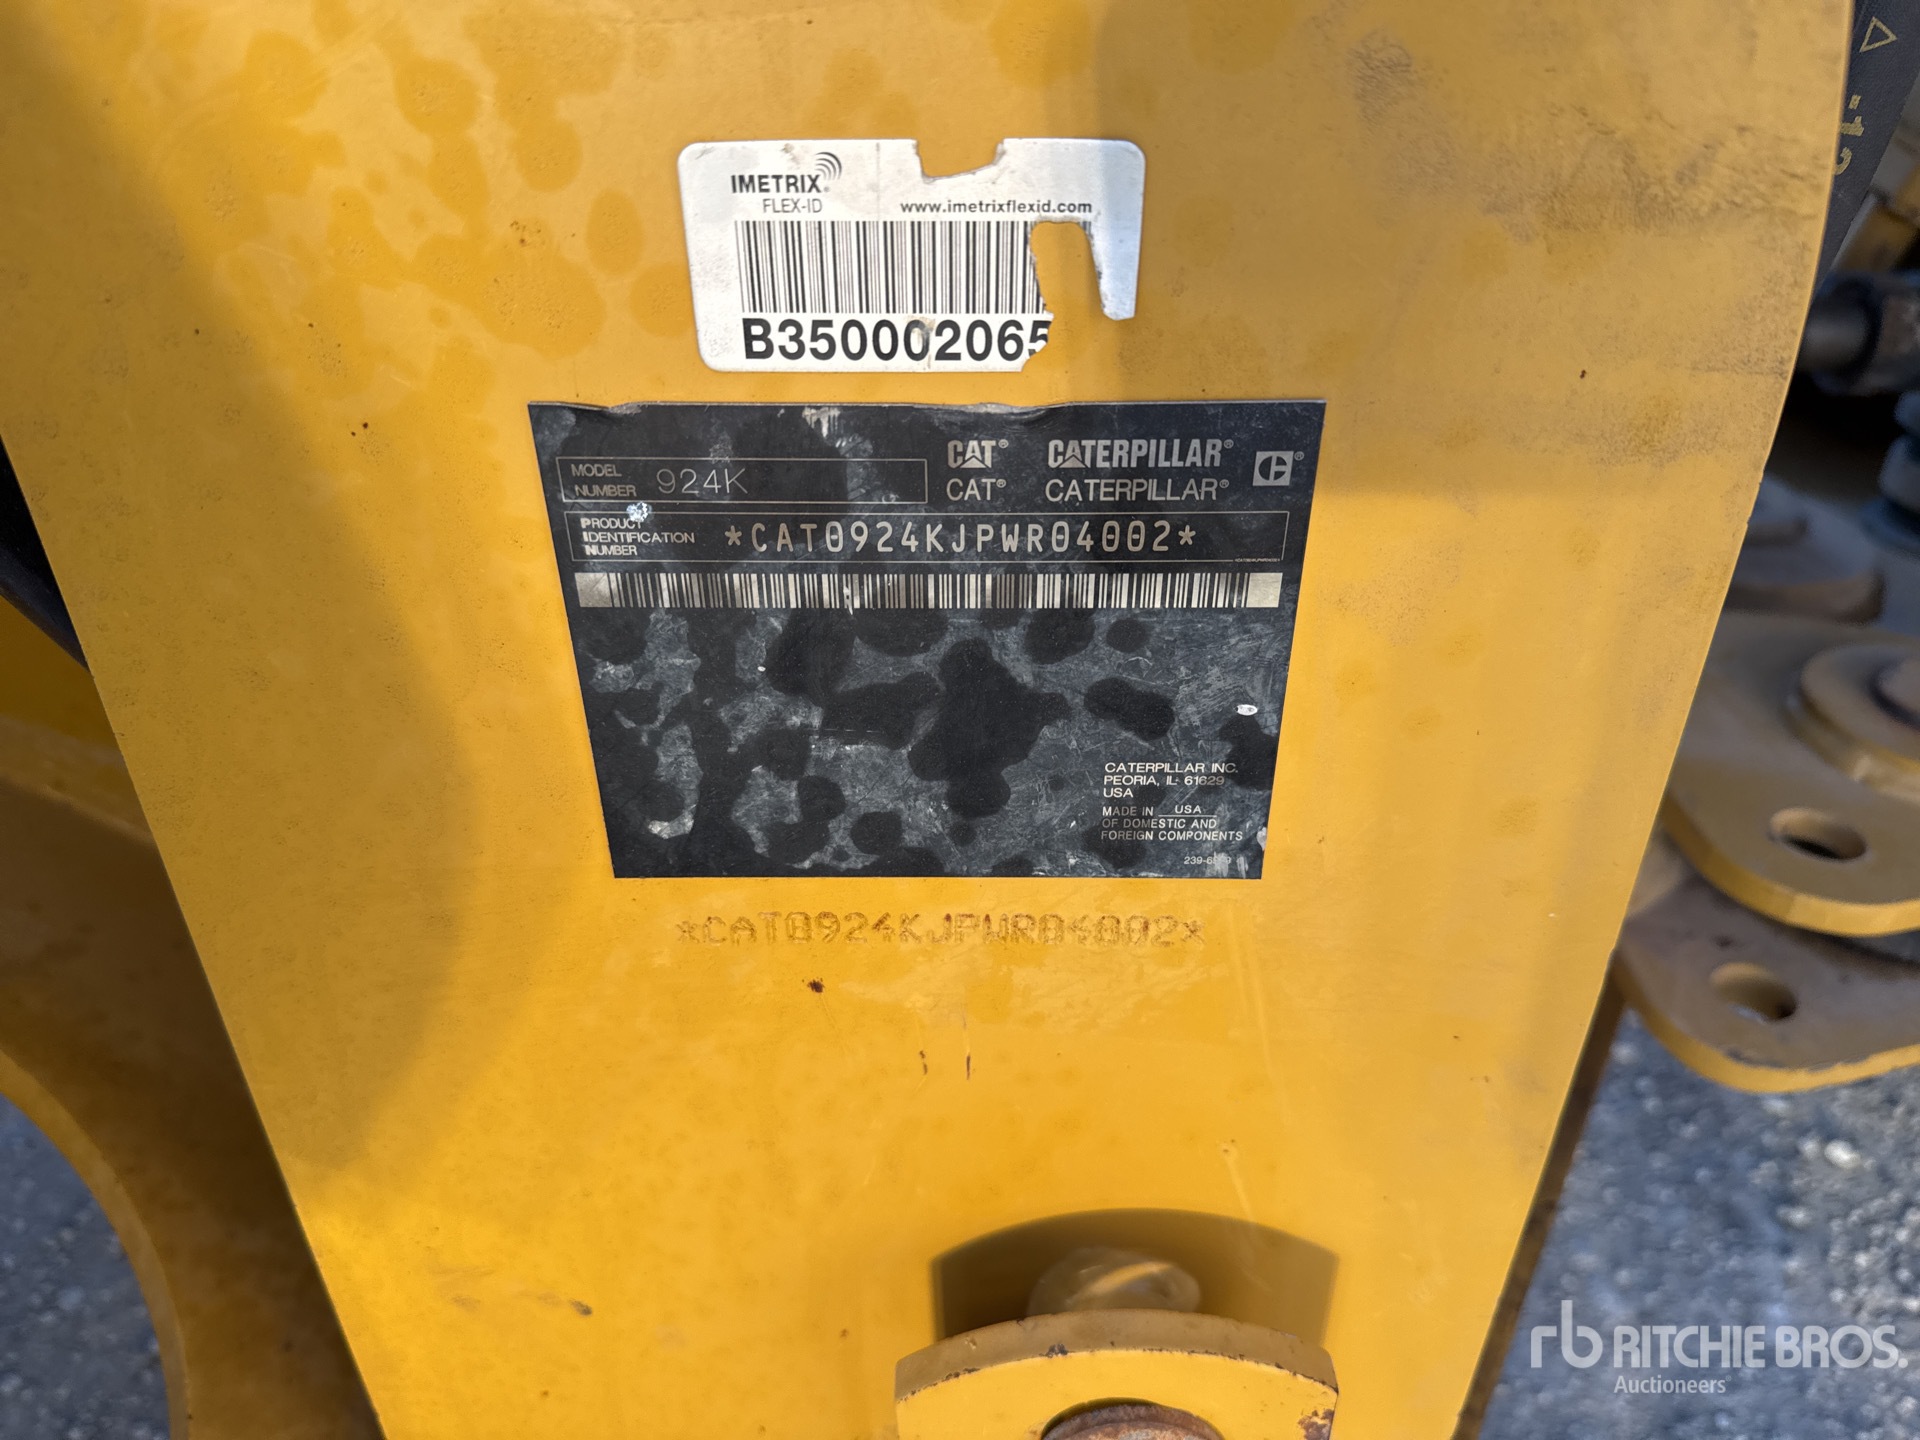 IMETRIX®
FLEX-ID
www.imetrixflexid.com
B350002065
MODEL
NUMBER 924K
CAT® CATERPILLAR®
CAT® CATERPILLAR®
PRODUCT
IDENTIFICATION
NUMBER
*CAT0924KJPWR04002*
CATERPILLAR INC.
PEORIA, IL 61629
USA
MADE IN USA
OF DOMESTIC AND
FOREIGN COMPONENTS
*CAT0924KJPWR04002*
rb RITCHIE BROS.
Auctioneers